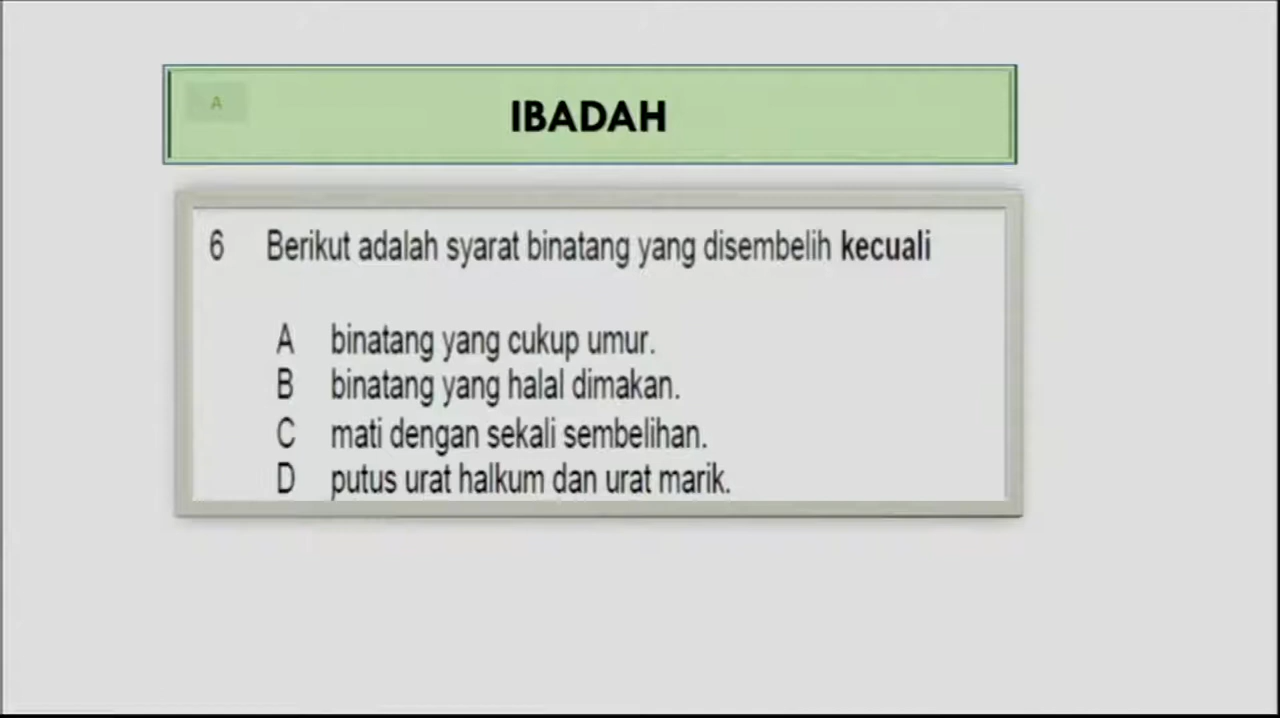 A
IBADAH
6 Berikut adalah syarat binatang yang disembelih kecuali
A binatang yang cukup umur.
B binatang yang halal dimakan.
C mati dengan sekali sembelihan.
D putus urat halkum dan urat marik.